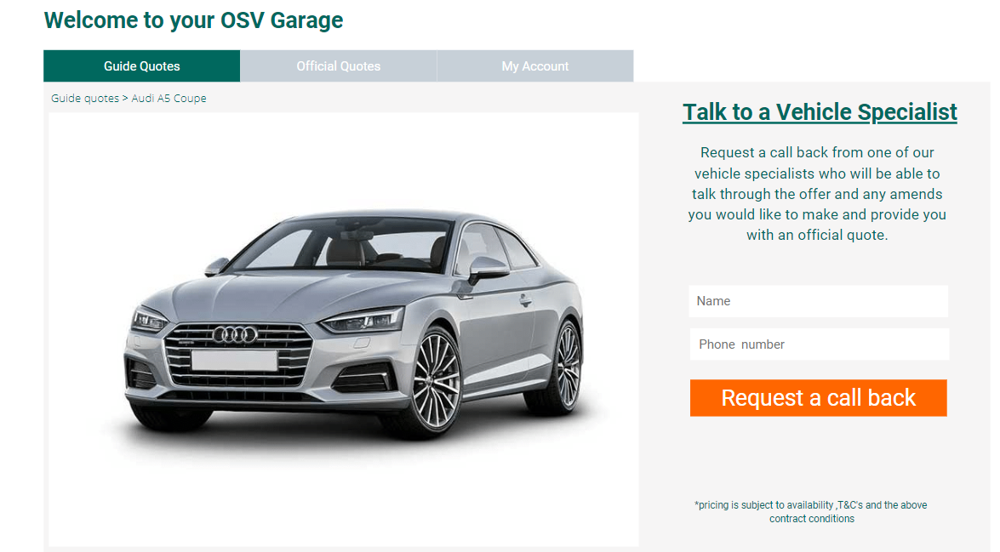 Welcome to your OSV Garage
Guide Quotes
Official Quotes
My Account
Guide quotes > Audi A5 Coupe
Talk to a Vehicle Specialist
Request a call back from one of our
vehicle specialists who will be able to
talk through the offer and any amends
you would like to make and provide you
with an official quote.
Name
Phone  number
Request a call back
*pricing is subject to availability ,T&C's and the above
contract conditions